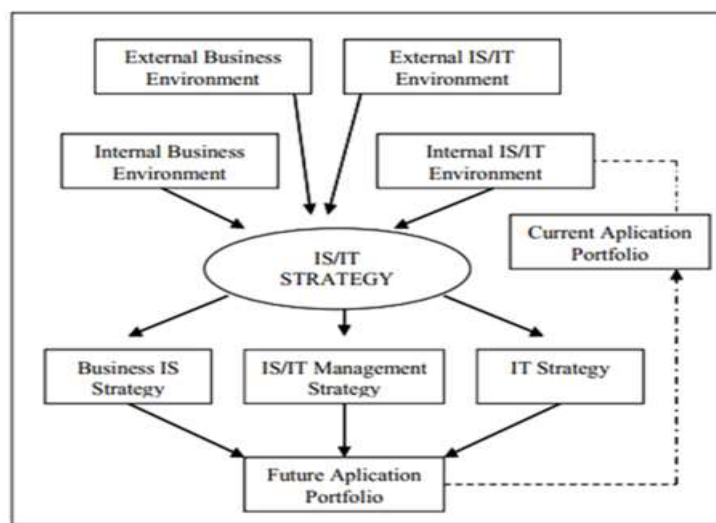 External Business
Environment
External IS/IT
Environment
Internal Business
Environment
Internal IS/IT
Environment
Current Aplication
Portfolio
IS/IT
STRATEGY
Business IS
Strategy
IS/IT Management
Strategy
IT Strategy
Future Aplication
Portfolio